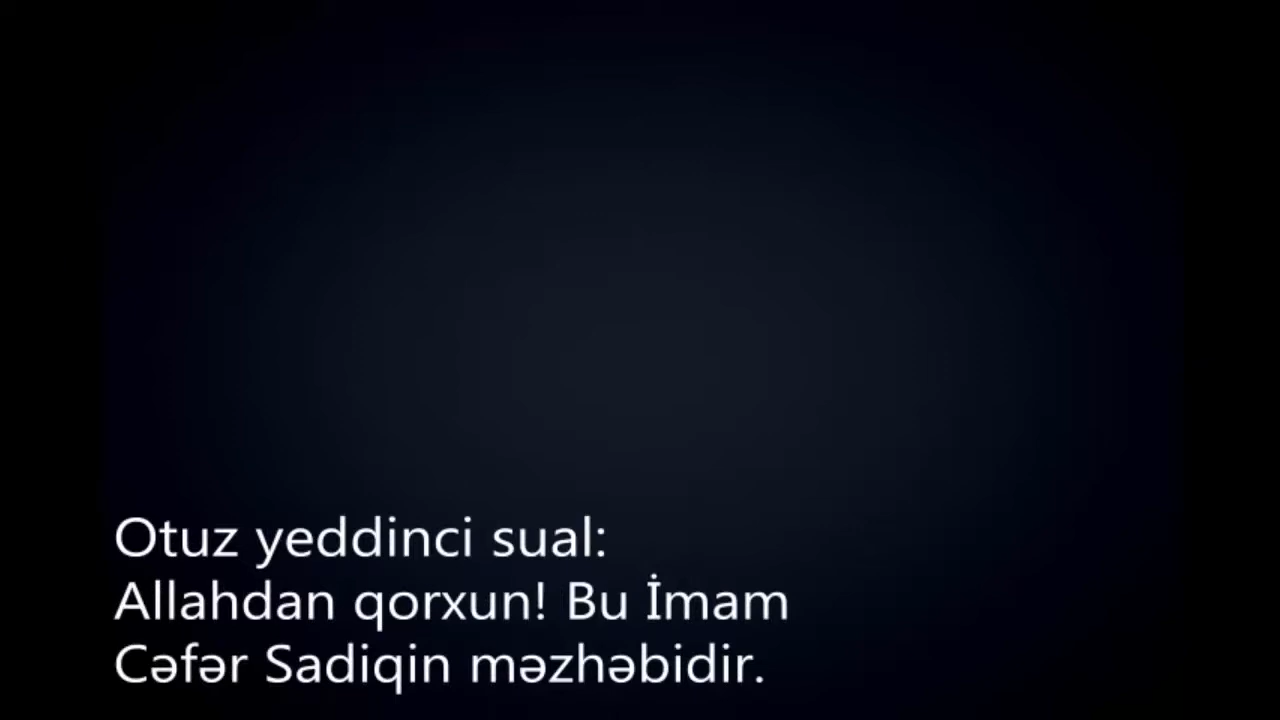 Otuz yeddinci sual:
Allahdan qorxun! Bu İmam
Cəfər Sadiqin məzhəbidir.